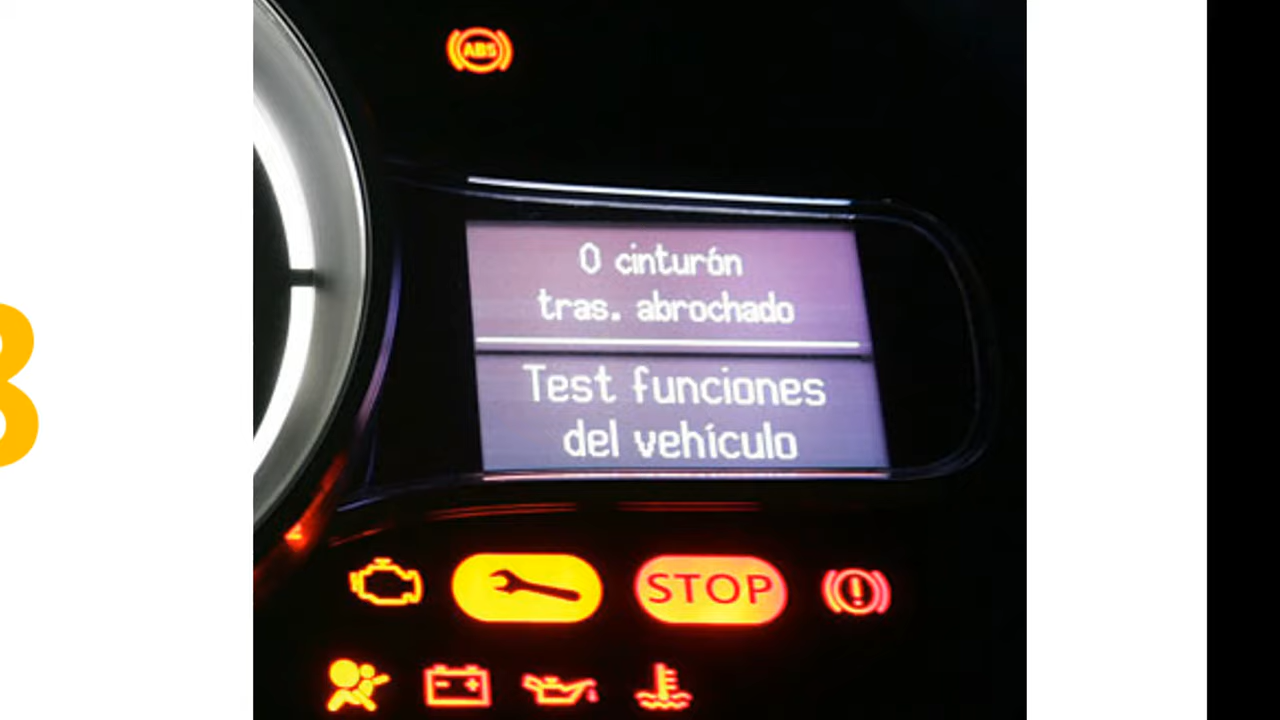 ABS
0 cinturón
tras. abrochado
Test funciones
del vehículo
STOP